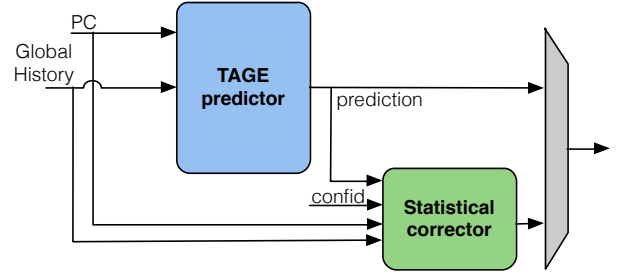 PC
Global
History
TAGE
predictor
prediction
confid
Statistical
corrector